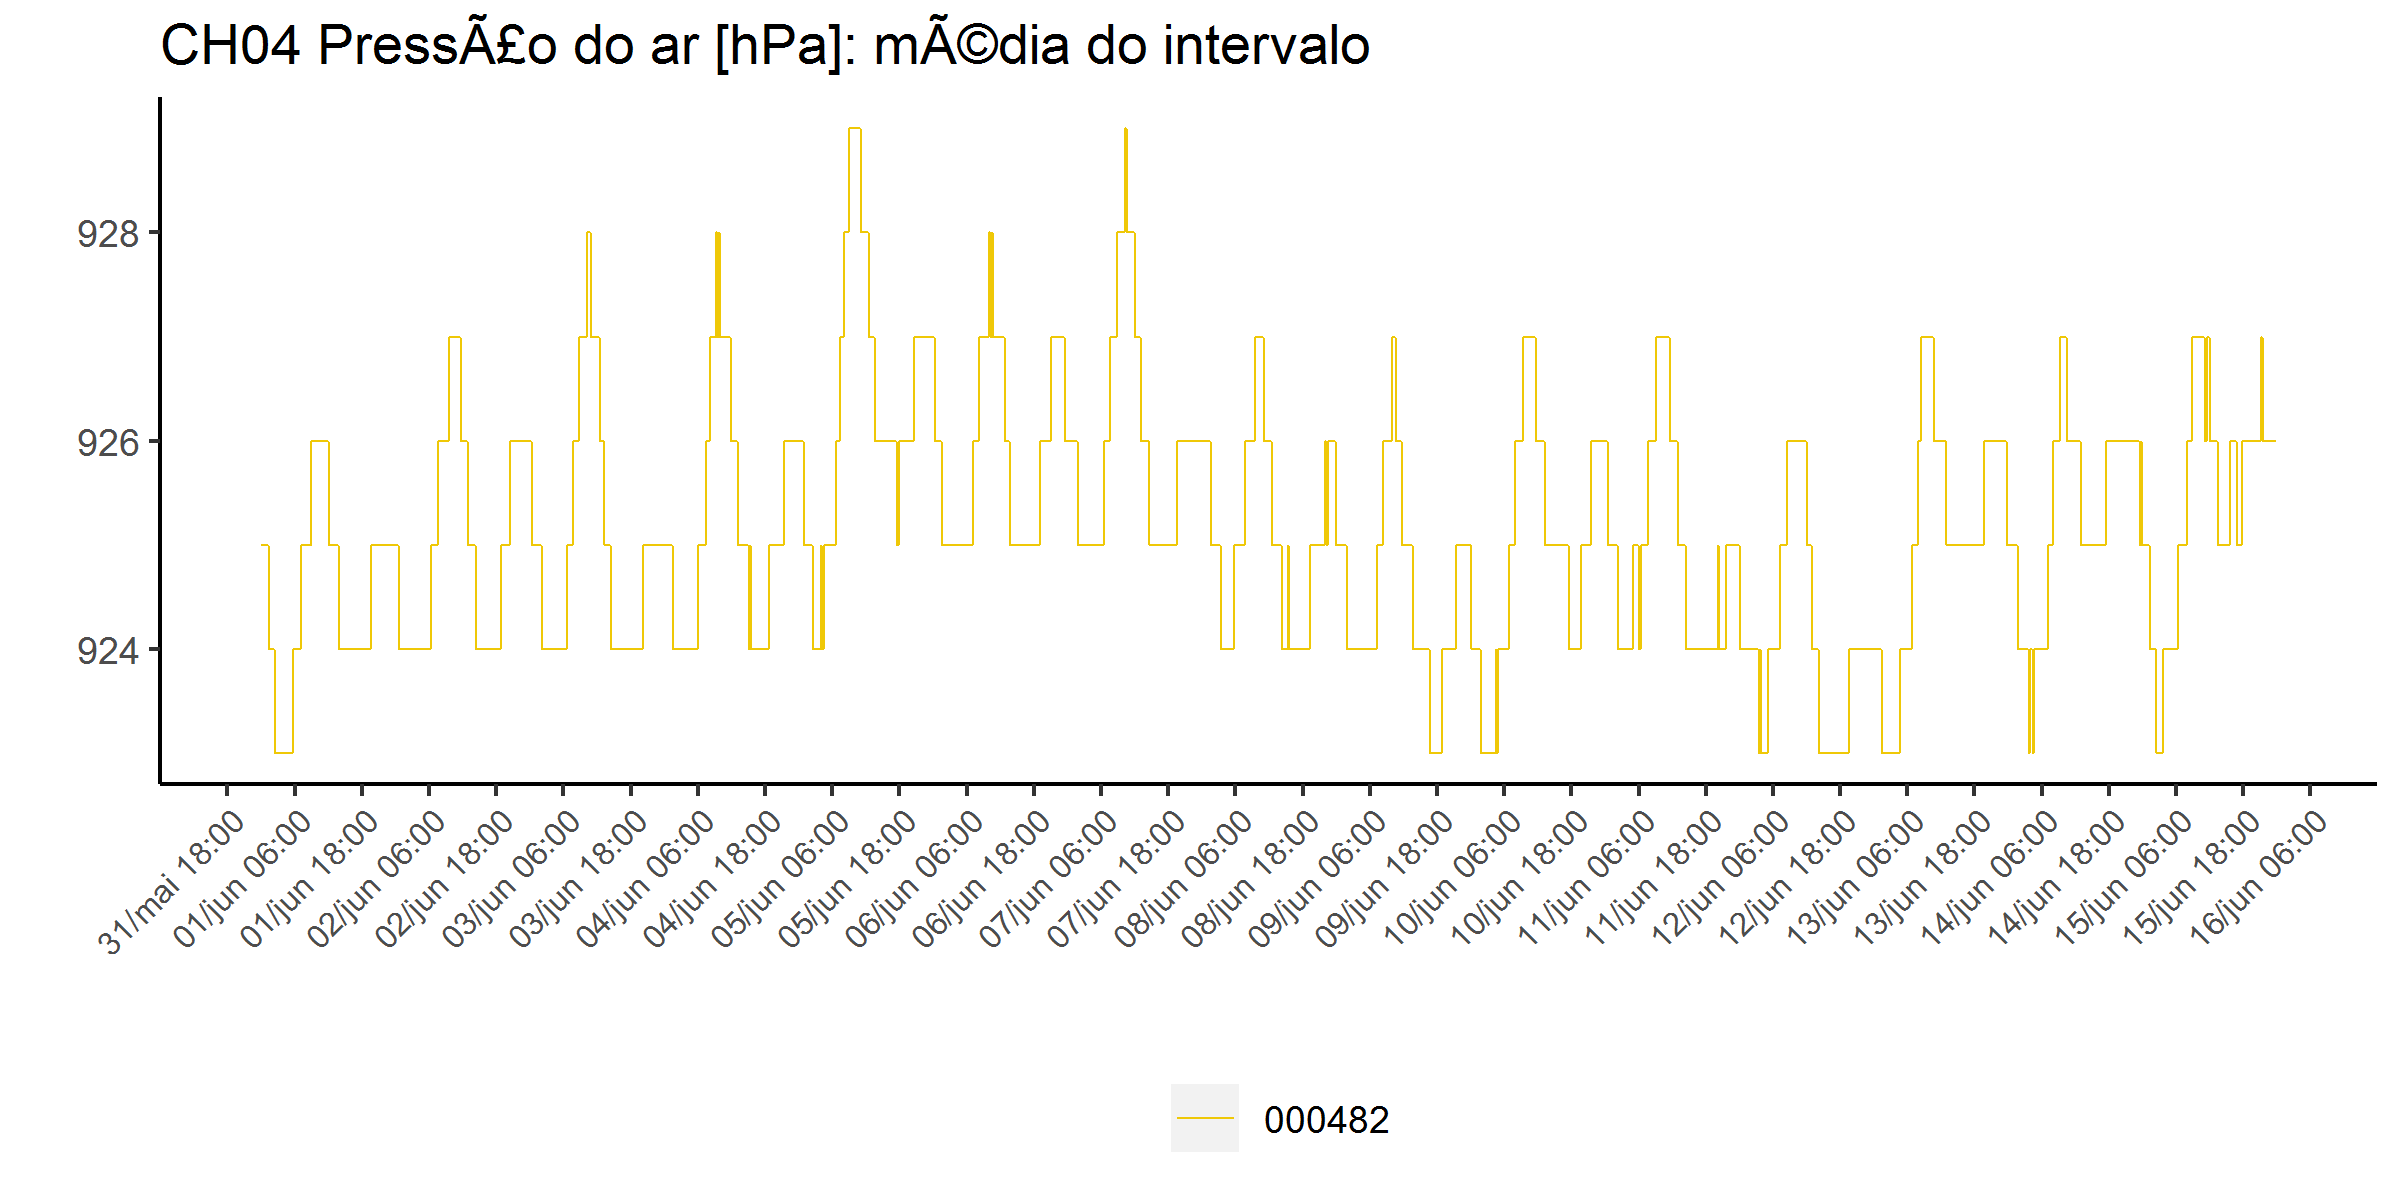 CH04 PressÃ£o do ar [hPa]: mÃ©dia do intervalo
928
926
924
31/mai 18:00
01/jun 06:00
01/jun 18:00
02/jun 06:00
02/jun 18:00
03/jun 06:00
03/jun 18:00
04/jun 06:00
04/jun 18:00
05/jun 06:00
05/jun 18:00
06/jun 06:00
06/jun 18:00
07/jun 06:00
07/jun 18:00
08/jun 06:00
08/jun 18:00
09/jun 06:00
09/jun 18:00
10/jun 06:00
10/jun 18:00
11/jun 06:00
11/jun 18:00
12/jun 06:00
12/jun 18:00
13/jun 06:00
13/jun 18:00
14/jun 06:00
14/jun 18:00
15/jun 06:00
15/jun 18:00
16/jun 06:00
000482